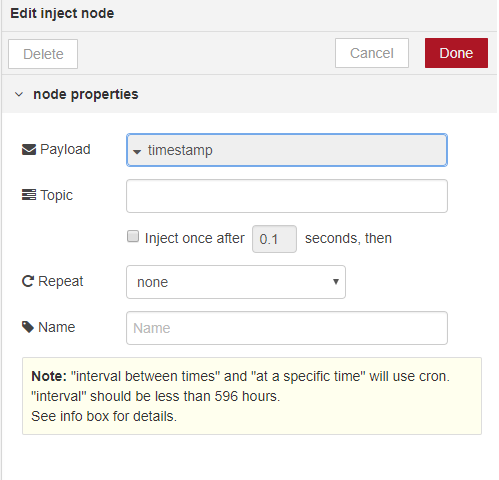 Edit inject node
Delete Cancel Done
node properties
Payload timestamp
Topic
Inject once after 0.1 seconds, then
Repeat none
Name Name
Note: "interval between times" and "at a specific time" will use cron.
"interval" should be less than 596 hours.
See info box for details.